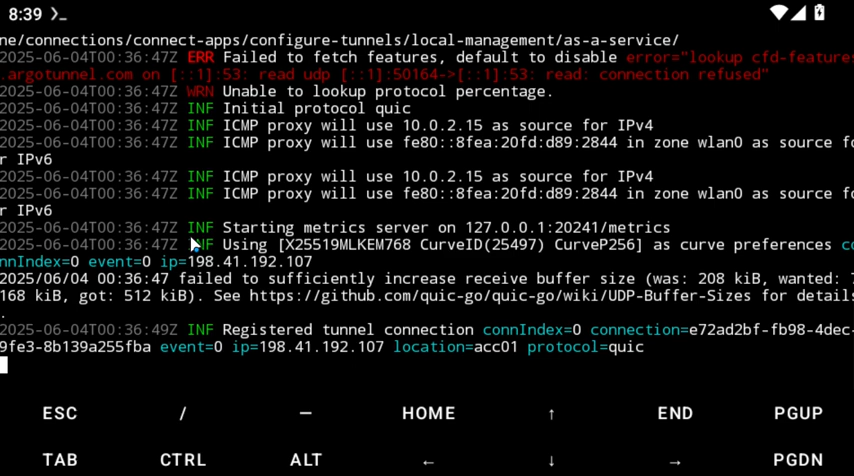 8:39
ne/connections/connect-apps/configure-tunnels/local-management/as-a-service/
2025-06-04T00:36:47Z ERR Failed to fetch features, default to disable error="lookup cfd-features
.argotunnel.com on [::1]:53: read udp [::1]:50164->[::1]:53: read: connection refused"
2025-06-04T00:36:47Z WRN Unable to lookup protocol percentage.
2025-06-04T00:36:47Z INF Initial protocol quic
2025-06-04T00:36:47Z INF ICMP proxy will use 10.0.2.15 as source for IPv4
2025-06-04T00:36:47Z INF ICMP proxy will use fe80::8fea:20fd:d89:2844 in zone wlan0 as source fo
r IPv6
2025-06-04T00:36:47Z INF ICMP proxy will use 10.0.2.15 as source for IPv4
2025-06-04T00:36:47Z INF ICMP proxy will use fe80::8fea:20fd:d89:2844 in zone wlan0 as source fo
r IPv6
2025-06-04T00:36:47Z INF Starting metrics server on 127.0.0.1:20241/metrics
2025-06-04T00:36:47Z INF Using [X25519MLKEM768 CurveID(25497) CurveP256] as curve preferences co
nnIndex=0 event=0 ip=198.41.192.107
2025/06/04 00:36:47 failed to sufficiently increase receive buffer size (was: 208 kiB, wanted: 7
168 kiB, got: 512 kiB). See https://github.com/quic-go/quic-go/wiki/UDP-Buffer-Sizes for details
.
2025-06-04T00:36:49Z INF Registered tunnel connection connIndex=0 connection=e72ad2bf-fb98-4dec-
9fe3-8b139a255fba event=0 ip=198.41.192.107 location=acc01 protocol=quic
ESC / — HOME ↑ END PGUP
TAB CTRL ALT ← ↓ → PGDN